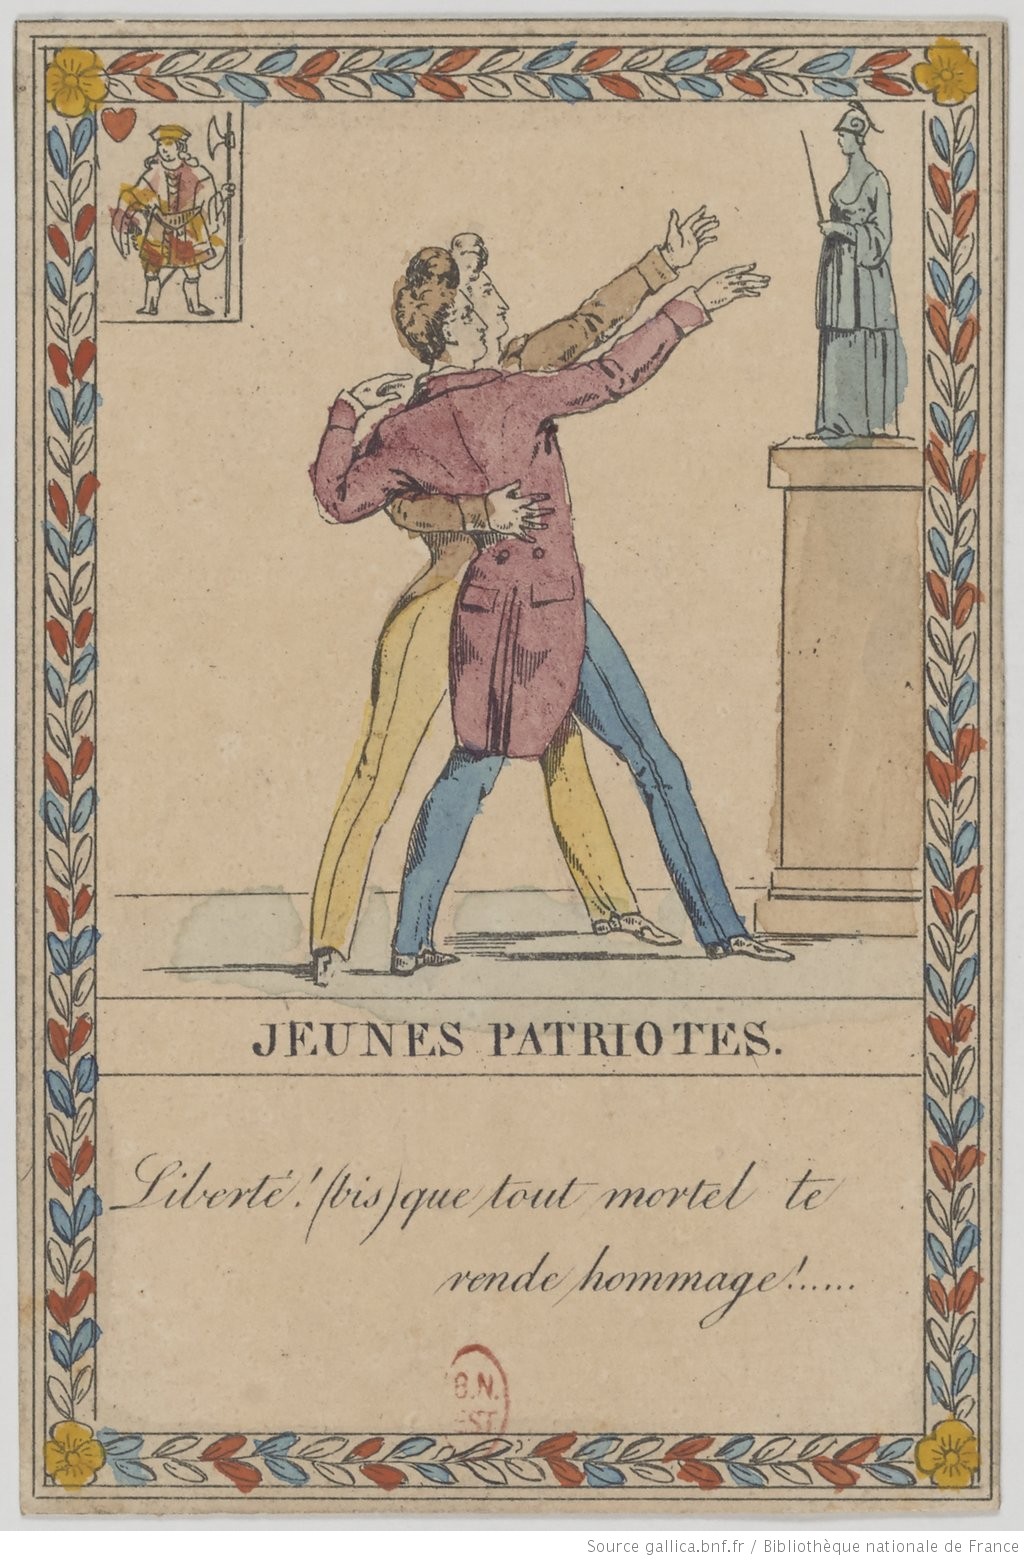 JEUNES PATRIOTES.
Liberté! (bis) que tout mortel te
rende hommage!......
B.N.
EST
Source gallica.bnf.fr / Bibliothèque nationale de France